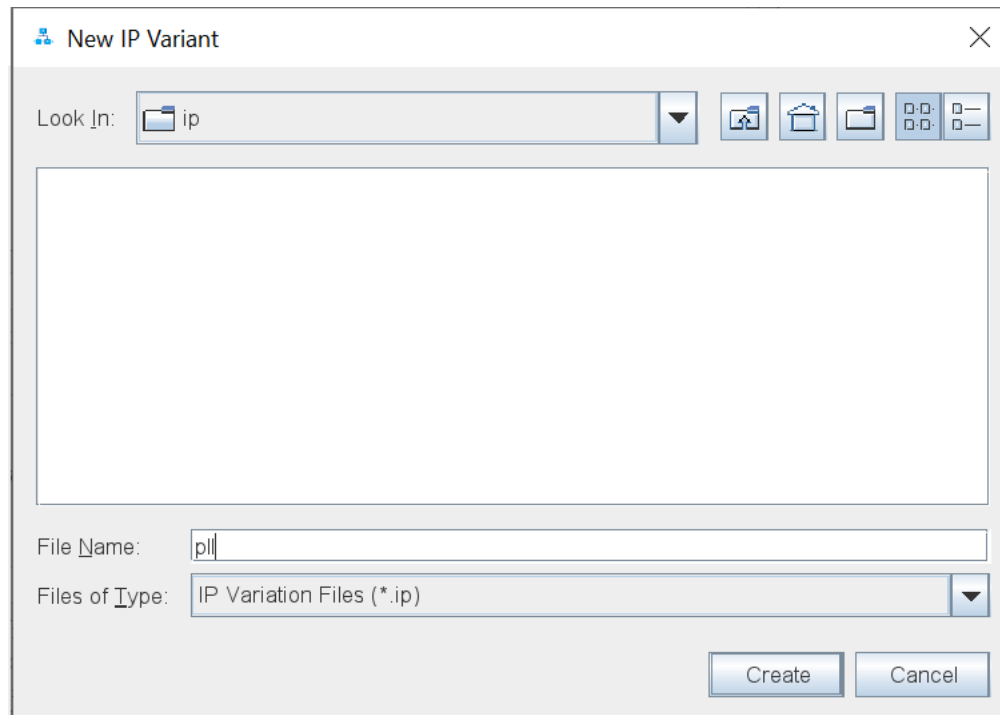 New IP Variant
Look In: ip
File Name: pll
Files of Type: IP Variation Files (*.ip)
Create Cancel